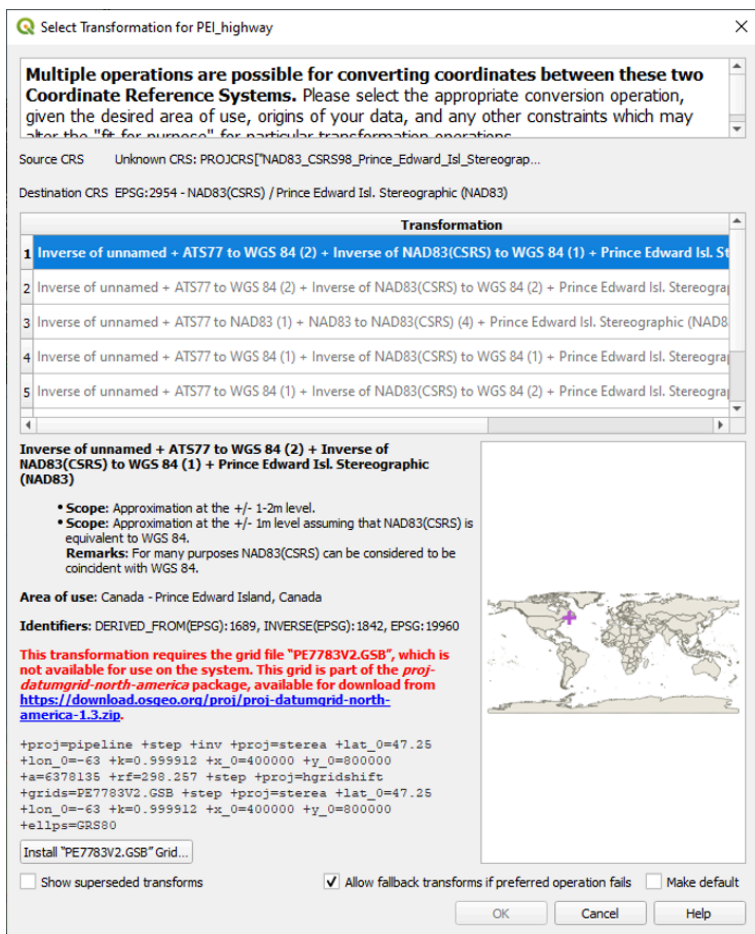 Select Transformation for PEI_highway
Multiple operations are possible for converting coordinates between these two
Coordinate Reference Systems. Please select the appropriate conversion operation,
given the desired area of use, origins of your data, and any other constraints which may
alter the "fit for purpose" for particular transformation operations
Source CRS Unknown CRS: PROJCRS["NAD83_CSRS98_Prince_Edward_Isl_Stereograp...
Destination CRS EPSG:2954 - NAD83(CSRS) / Prince Edward Isl. Stereographic (NAD83)
Transformation
1 Inverse of unnamed + ATS77 to WGS 84 (2) + Inverse of NAD83(CSRS) to WGS 84 (1) + Prince Edward Isl. St
2 Inverse of unnamed + ATS77 to WGS 84 (2) + Inverse of NAD83(CSRS) to WGS 84 (2) + Prince Edward Isl. Stereogra
3 Inverse of unnamed + ATS77 to NAD83 (1) + NAD83 to NAD83(CSRS) (4) + Prince Edward Isl. Stereographic (NAD8
4 Inverse of unnamed + ATS77 to WGS 84 (1) + Inverse of NAD83(CSRS) to WGS 84 (1) + Prince Edward Isl. Stereogra
5 Inverse of unnamed + ATS77 to WGS 84 (1) + Inverse of NAD83(CSRS) to WGS 84 (2) + Prince Edward Isl. Stereogra
Inverse of unnamed + ATS77 to WGS 84 (2) + Inverse of
NAD83(CSRS) to WGS 84 (1) + Prince Edward Isl. Stereographic
(NAD83)
• Scope: Approximation at the +/- 1-2m level.
• Scope: Approximation at the +/- 1m level assuming that NAD83(CSRS) is
equivalent to WGS 84.
Remarks: For many purposes NAD83(CSRS) can be considered to be
coincident with WGS 84.
Area of use: Canada - Prince Edward Island, Canada
Identifiers: DERIVED_FROM(EPSG):1689, INVERSE(EPSG):1842, EPSG:19960
This transformation requires the grid file "PE7783V2.GSB", which is
not available for use on the system. This grid is part of the proj-
datumgrid-north-america package, available for download from
https://download.osgeo.org/proj/proj-datumgrid-north-
america-1.3.zip.
+proj=pipeline +step +inv +proj=sterea +lat_0=47.25
+lon_0=-63 +k=0.999912 +x_0=400000 +y_0=800000
+a=6378135 +rf=298.257 +step +proj=hgridshift
+grids=PE7783V2.GSB +step +proj=sterea +lat_0=47.25
+lon_0=-63 +k=0.999912 +x_0=400000 +y_0=800000
+ellps=GRS80
Install "PE7783V2.GSB" Grid...
Show superseded transforms
Allow fallback transforms if preferred operation fails
Make default
OK
Cancel
Help